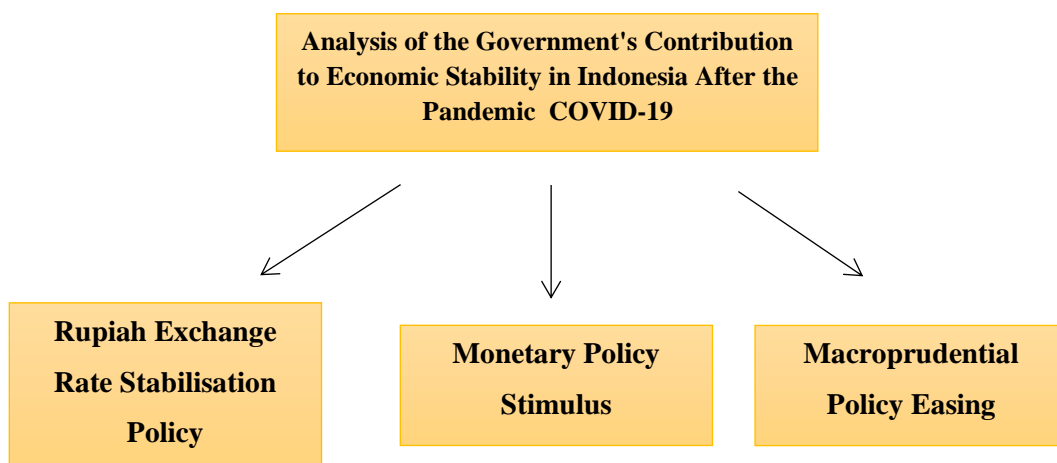 Analysis of the Government's Contribution
to Economic Stability in Indonesia After the
Pandemic COVID-19
Rupiah Exchange
Rate Stabilisation
Policy
Monetary Policy
Stimulus
Macroprudential
Policy Easing